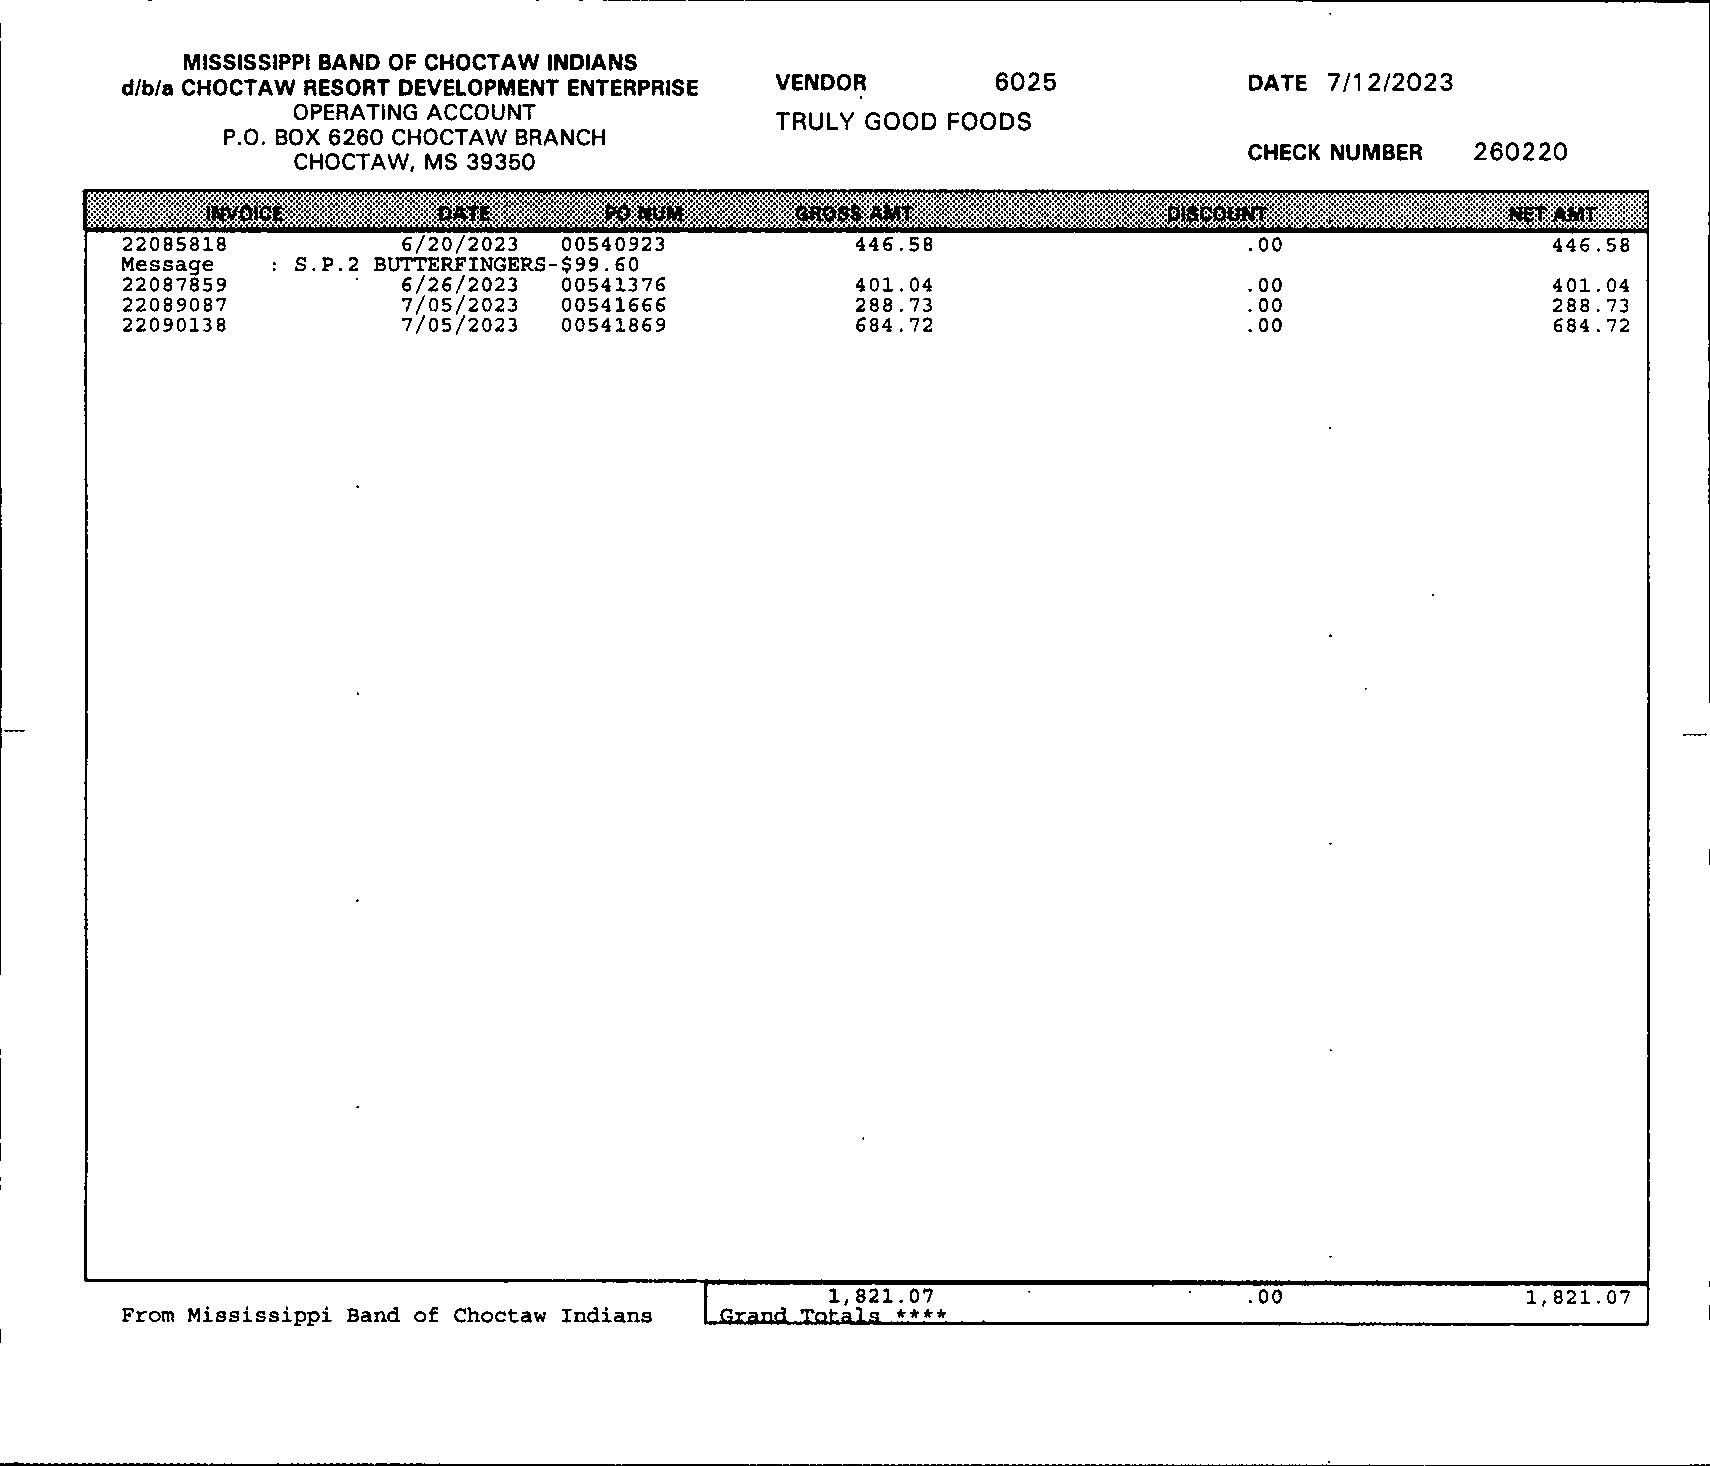 MISSISSIPPI BAND OF CHOCTAW INDIANS
d/b/a CHOCTAW RESORT DEVELOPMENT ENTERPRISE
OPERATING ACCOUNT
P.O. BOX 6260 CHOCTAW BRANCH
CHOCTAW, MS 39350
VENDOR 6025
TRULY GOOD FOODS
DATE 7/12/2023
CHECK NUMBER 260220
INVOICE DATE PO NUM GROSS AMT DISCOUNT NET AMT
22085818 6/20/2023 00540923 446.58 .00 446.58
Message : S.P.2 BUTTERFINGERS-$99.60
22087859 6/26/2023 00541376 401.04 .00 401.04
22089087 7/05/2023 00541666 288.73 .00 288.73
22090138 7/05/2023 00541869 684.72 .00 684.72
1,821.07 .00 1,821.07
From Mississippi Band of Choctaw Indians Grand Totals ****